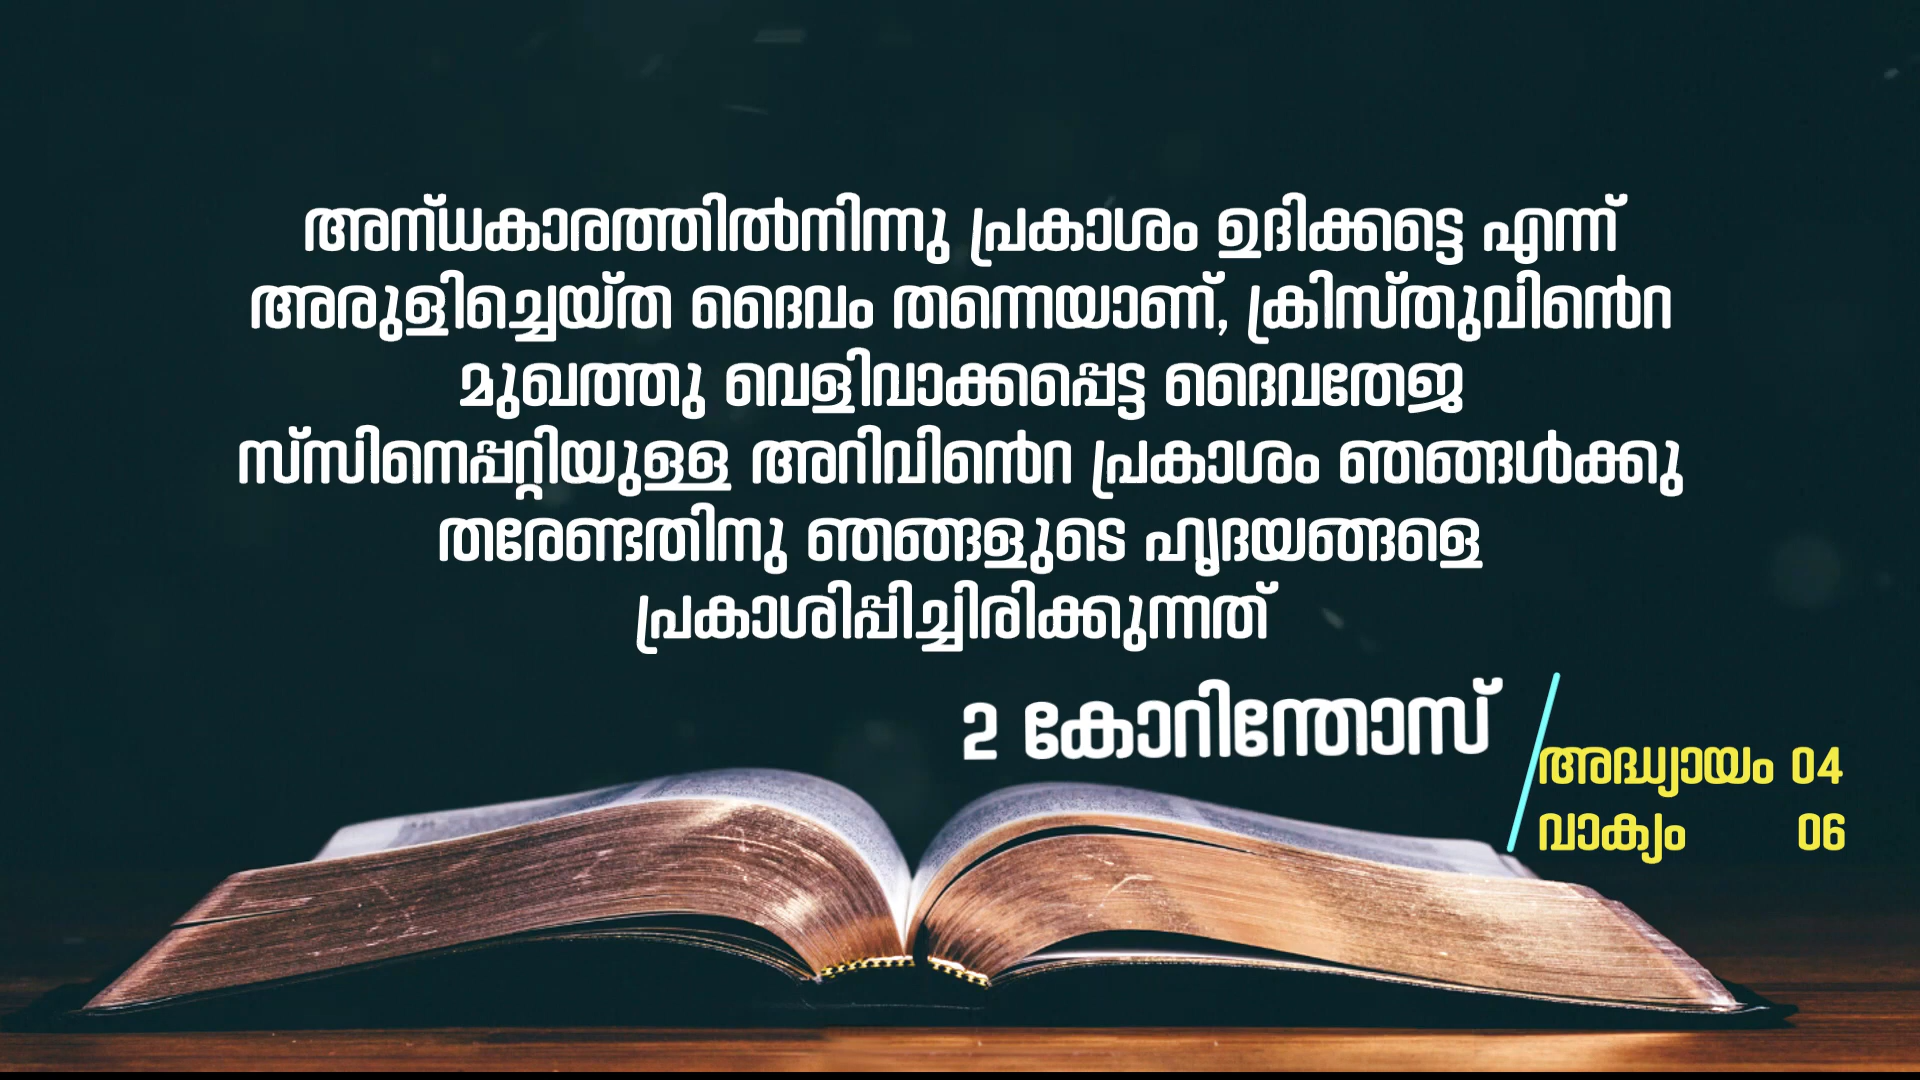 അന്ധകാരത്തിൽനിന്നു പ്രകാശം ഉദിക്കട്ടെ എന്ന്
അരുളിച്ചെയ്ത ദൈവം തന്നെയാണ്, ക്രിസ്തുവിൻെറ
മുഖത്തു വെളിവാക്കപ്പെട്ട ദൈവതേജ
സ്സിനെപ്പറ്റിയുള്ള അറിവിൻെറ പ്രകാശം ഞങ്ങൾക്കു
തരേണ്ടതിനു ഞങ്ങളുടെ ഹൃദയങ്ങളെ
പ്രകാശിപ്പിച്ചിരിക്കുന്നത്
2 കോറിന്തോസ്
അദ്ധ്യായം 04
വാക്യം 06